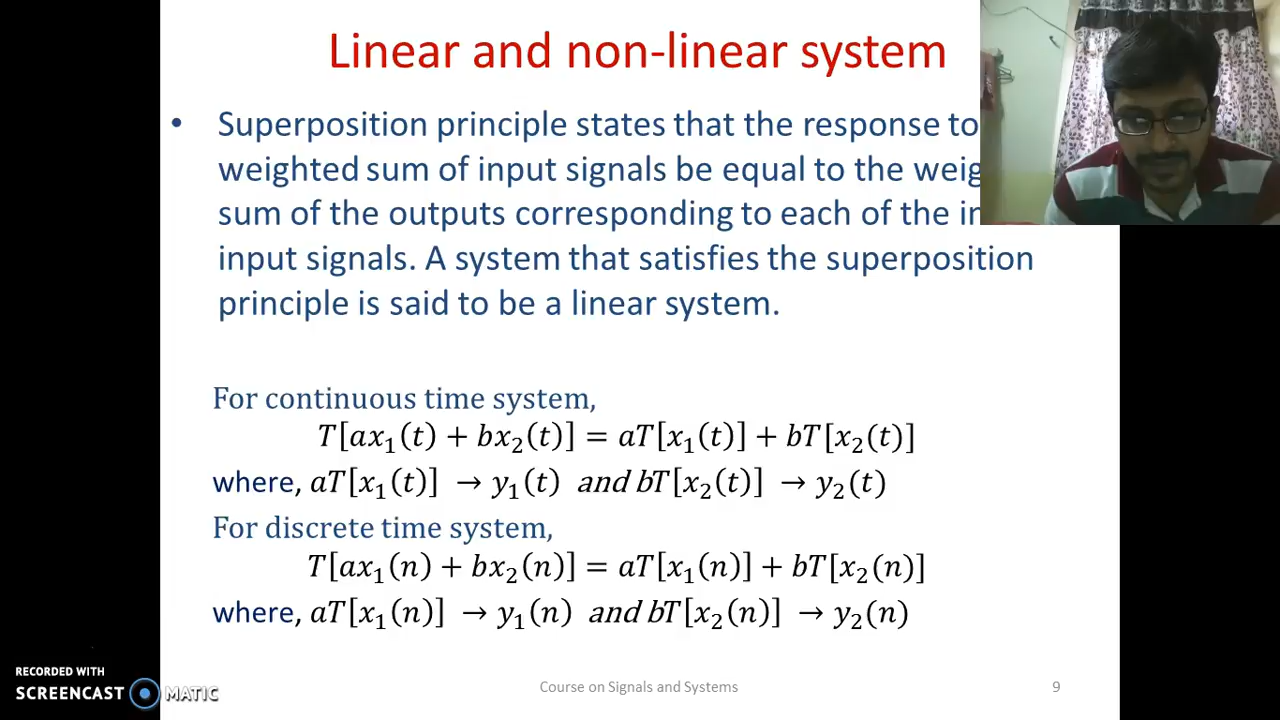 Linear and non-linear system
• Superposition principle states that the response to
weighted sum of input signals be equal to the
sum of the outputs corresponding to each of the
input signals. A system that satisfies the superposition
principle is said to be a linear system.
For continuous time system,
T[ax₁(t) + bx₂(t)] = aT[x₁(t)] + bT[x₂(t)]
where, aT[x₁(t)] → y₁(t) and bT[x₂(t)] → y₂(t)
For discrete time system,
T[ax₁(n) + bx₂(n)] = aT[x₁(n)] + bT[x₂(n)]
where, aT[x₁(n)] → y₁(n) and bT[x₂(n)] → y₂(n)
RECORDED WITH
SCREENCAST MATIC
Course on Signals and Systems
9